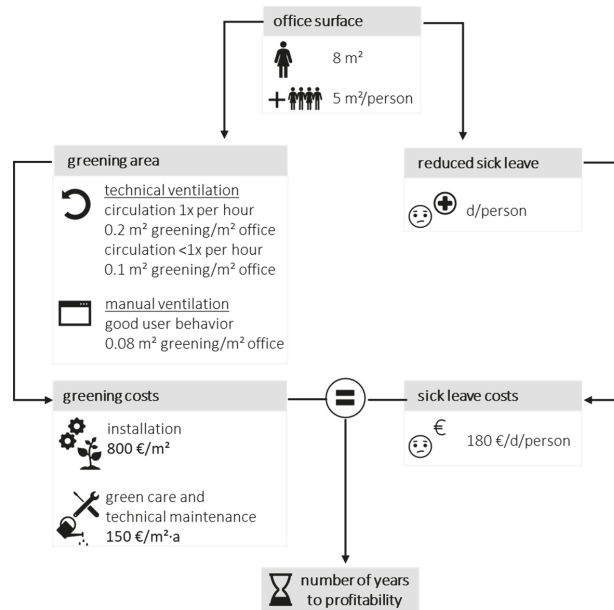 office surface
8 m²
+ 5 m²/person
greening area
technical ventilation
circulation 1x per hour
0.2 m² greening/m² office
circulation <1x per hour
0.1 m² greening/m² office
manual ventilation
good user behavior
0.08 m² greening/m² office
reduced sick leave
d/person
greening costs
installation
800 €/m²
green care and
technical maintenance
150 €/m²·a
=
sick leave costs
€
180 €/d/person
number of years
to profitability